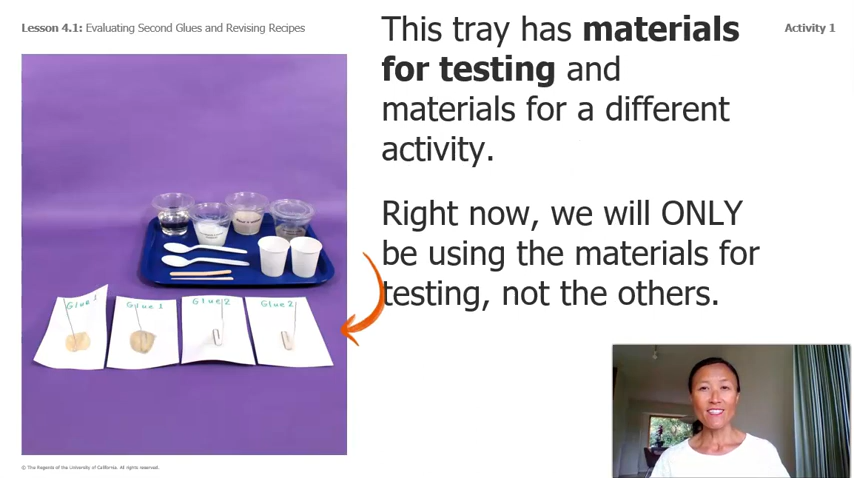 Lesson 4.1: Evaluating Second Glues and Revising Recipes
Activity 1
This tray has materials
for testing and
materials for a different
activity.
Right now, we will ONLY
be using the materials for
testing, not the others.
Glue 1
Glue 1
Glue 2
Glue 2
© The Regents of the University of California. All rights reserved.